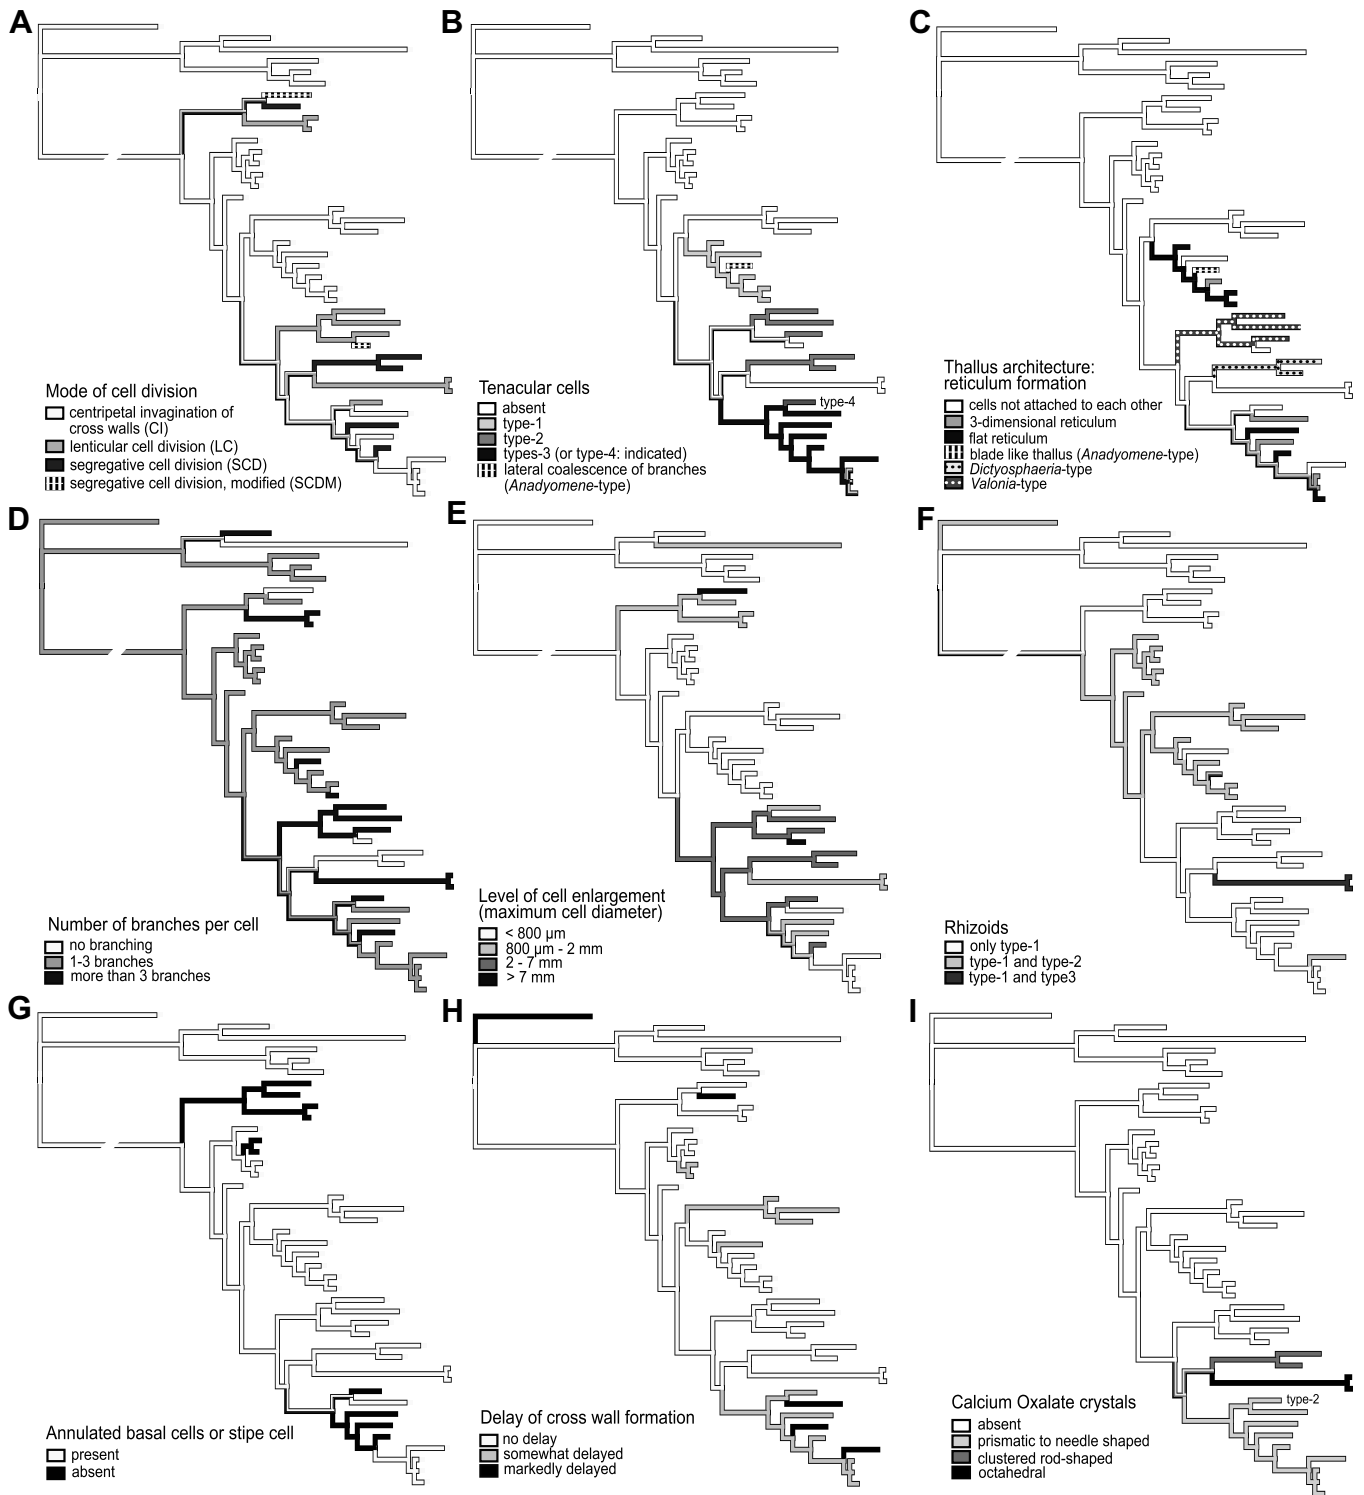 A
Mode of cell division
centripetal invagination of
cross walls (CI)
lenticular cell division (LC)
segregative cell division (SCD)
segregative cell division, modified (SCDM)
B
type-4
Tenacular cells
absent
type-1
type-2
types-3 (or type-4: indicated)
lateral coalescence of branches
(Anadyomene-type)
C
Thallus architecture:
reticulum formation
cells not attached to each other
3-dimensional reticulum
flat reticulum
blade like thallus (Anadyomene-type)
Dictyosphaeria-type
Valonia-type
D
Number of branches per cell
no branching
1-3 branches
more than 3 branches
E
Level of cell enlargement
(maximum cell diameter)
< 800 µm
800 µm - 2 mm
2 - 7 mm
> 7 mm
F
Rhizoids
only type-1
type-1 and type-2
type-1 and type3
G
Annulated basal cells or stipe cell
present
absent
H
Delay of cross wall formation
no delay
somewhat delayed
markedly delayed
I
type-2
Calcium Oxalate crystals
absent
prismatic to needle shaped
clustered rod-shaped
octahedral